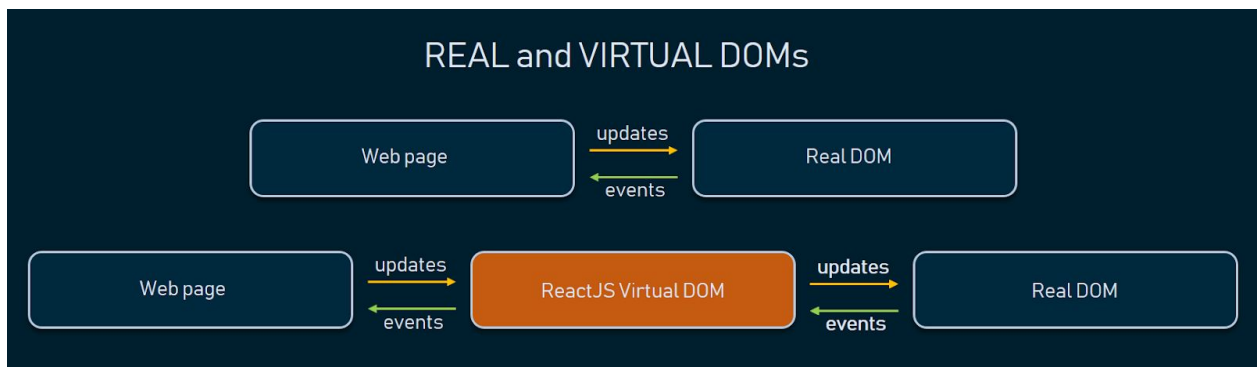 REAL and VIRTUAL DOMs
Web page
updates
events
Real DOM
Web page
updates
events
ReactJS Virtual DOM
updates
events
Real DOM